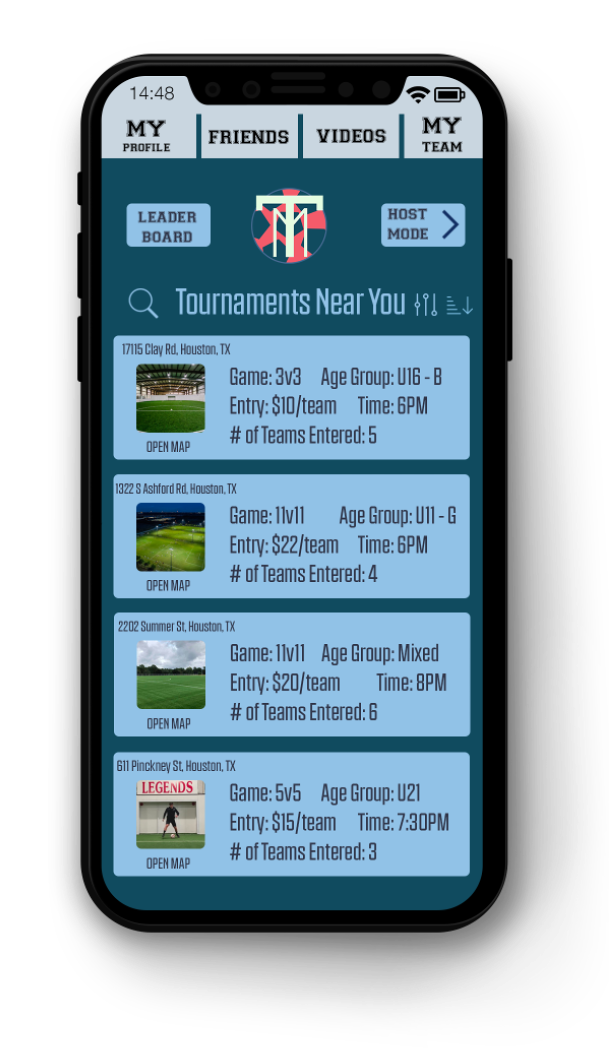 14:48
MY
PROFILE
FRIENDS
VIDEOS
MY
TEAM
LEADER
BOARD
TM
HOST
MODE
Tournaments Near You
17115 Clay Rd, Houston, TX
Game: 3v3 Age Group: U16 - B
Entry: $10/team Time: 6PM
# of Teams Entered: 5
OPEN MAP
1322 S Ashford Rd, Houston, TX
Game: 11v11 Age Group: U11 - G
Entry: $22/team Time: 6PM
# of Teams Entered: 4
OPEN MAP
2202 Summer St, Houston, TX
Game: 11v11 Age Group: Mixed
Entry: $20/team Time: 8PM
# of Teams Entered: 6
OPEN MAP
611 Pinckney St, Houston, TX
LEGENDS
Game: 5v5 Age Group: U21
Entry: $15/team Time: 7:30PM
# of Teams Entered: 3
OPEN MAP